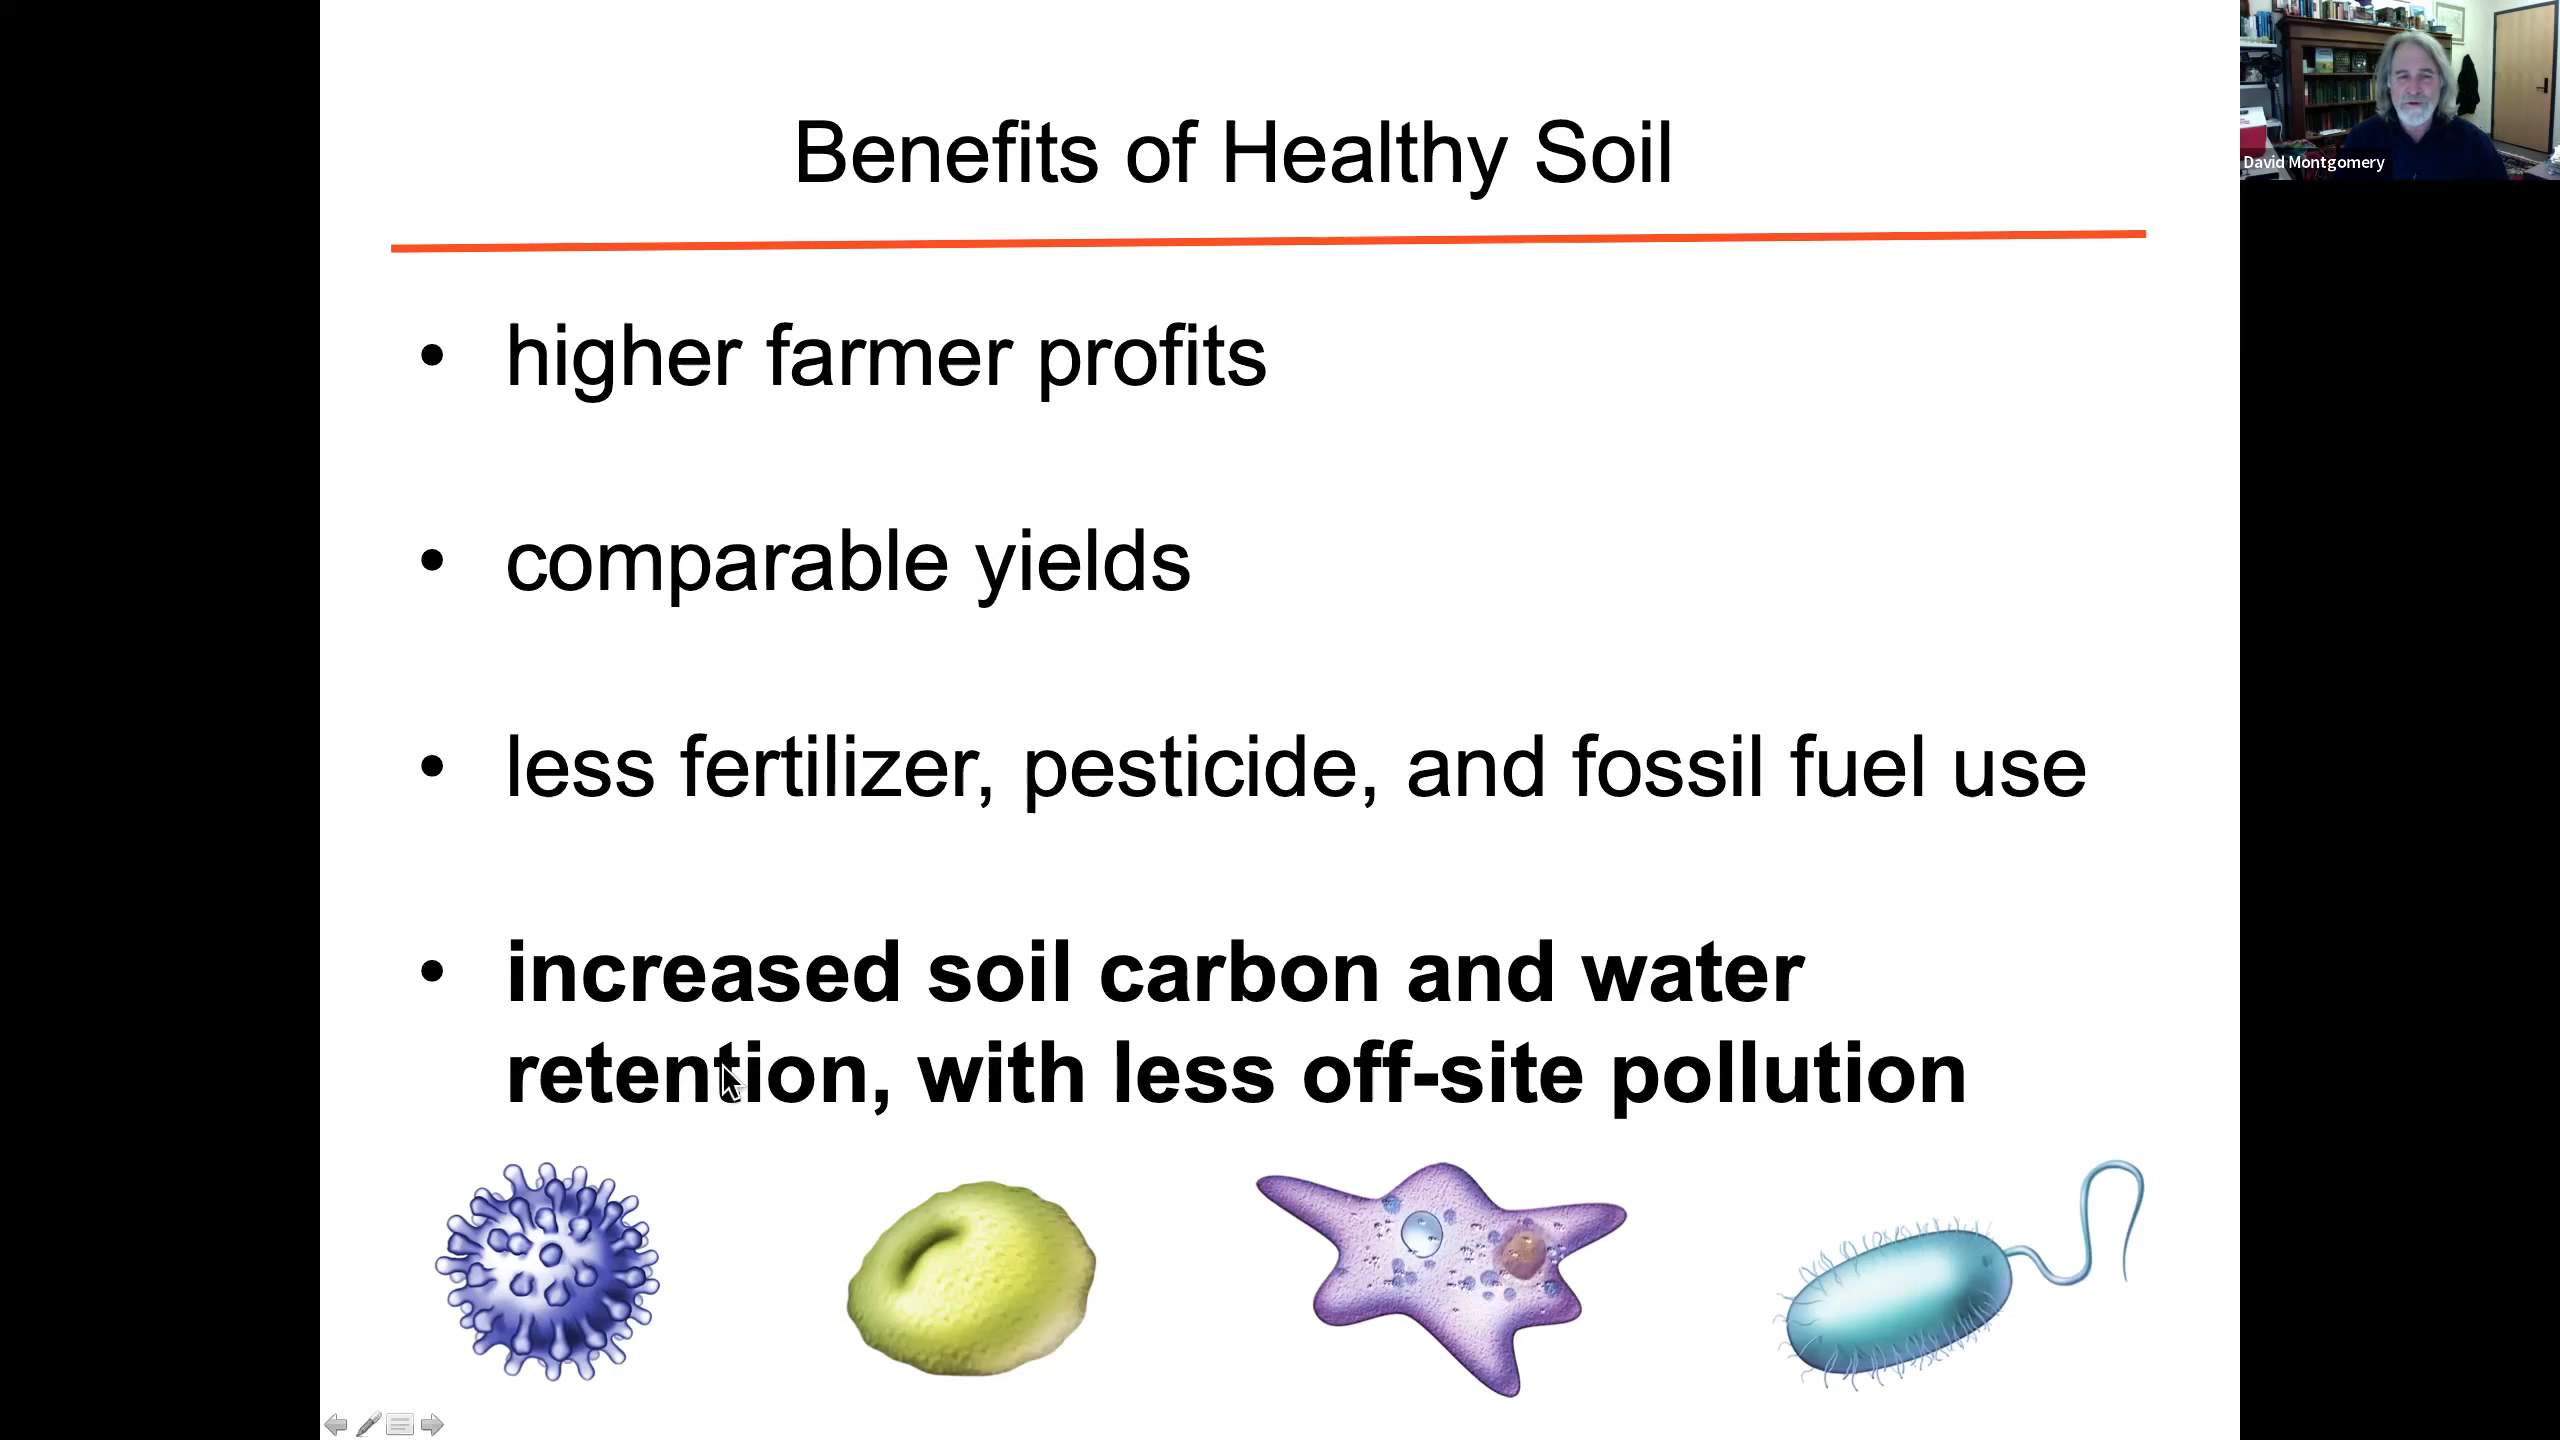 Benefits of Healthy Soil
• higher farmer profits
• comparable yields
• less fertilizer, pesticide, and fossil fuel use
• increased soil carbon and water
retention, with less off-site pollution
David Montgomery